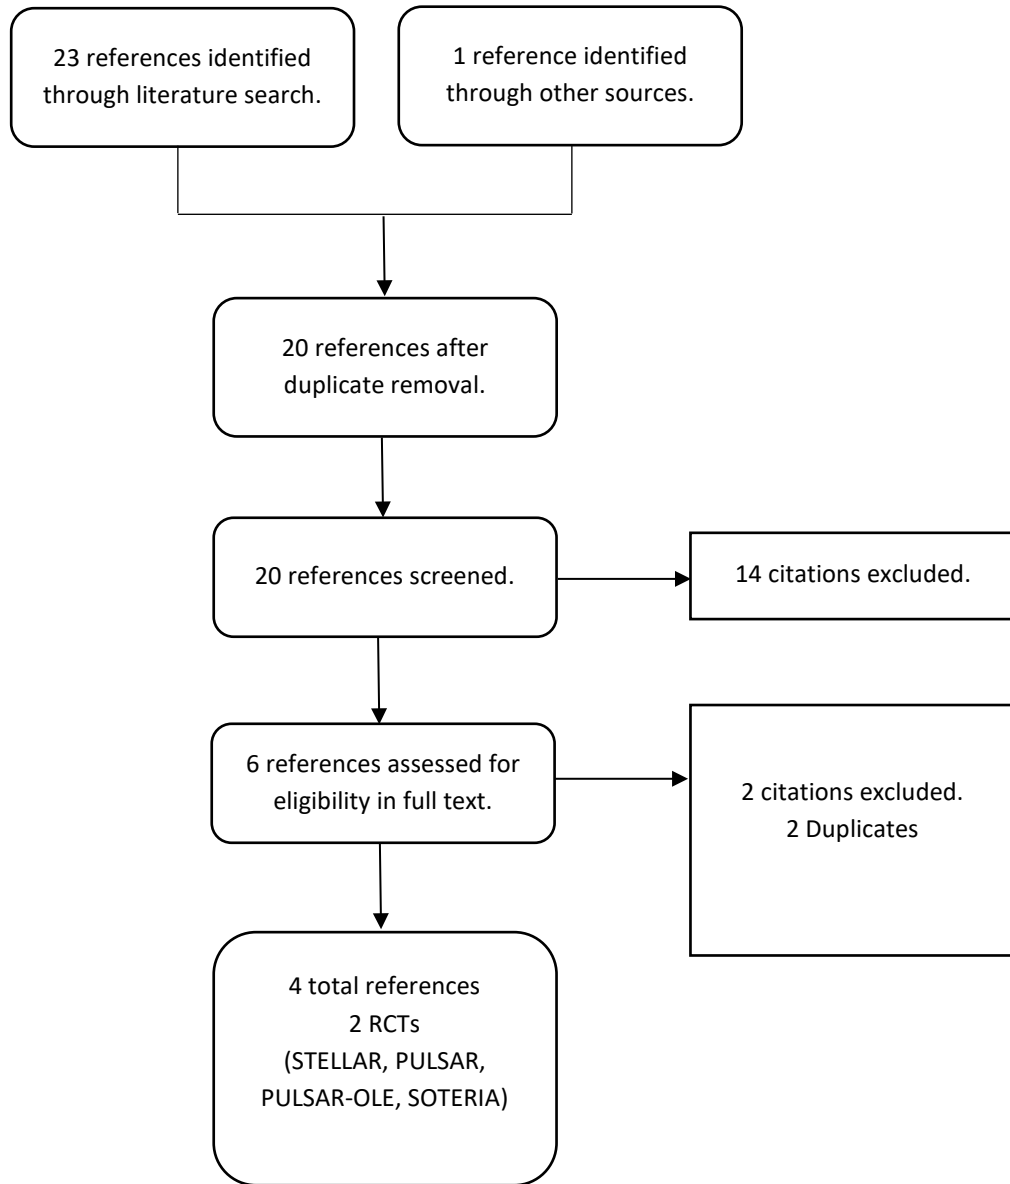 23 references identified
through literature search.
1 reference identified
through other sources.
20 references after
duplicate removal.
20 references screened.
14 citations excluded.
6 references assessed for
eligibility in full text.
2 citations excluded.
2 Duplicates
4 total references
2 RCTs
(STELLAR, PULSAR,
PULSAR-OLE, SOTERIA)